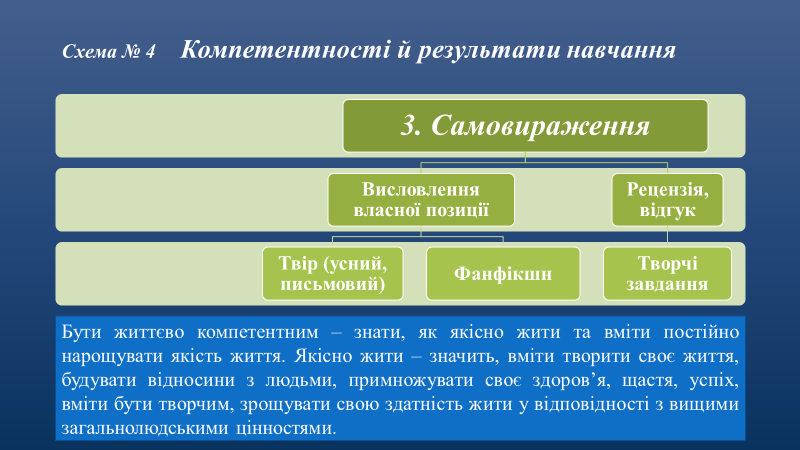 Схема № 4 Компетентності й результати навчання
3. Самовираження
Висловлення
власної позиції
Рецензія,
відгук
Твір (усний,
письмовий)
Фанфікшн
Творчі
завдання
Бути життєво компетентним – знати, як якісно жити та вміти постійно
нарощувати якість життя. Якісно жити – значить, вміти творити своє життя,
будувати відносини з людьми, примножувати своє здоров’я, щастя, успіх,
вміти бути творчим, зрощувати свою здатність жити у відповідності з вищими
загальнолюдськими цінностями.